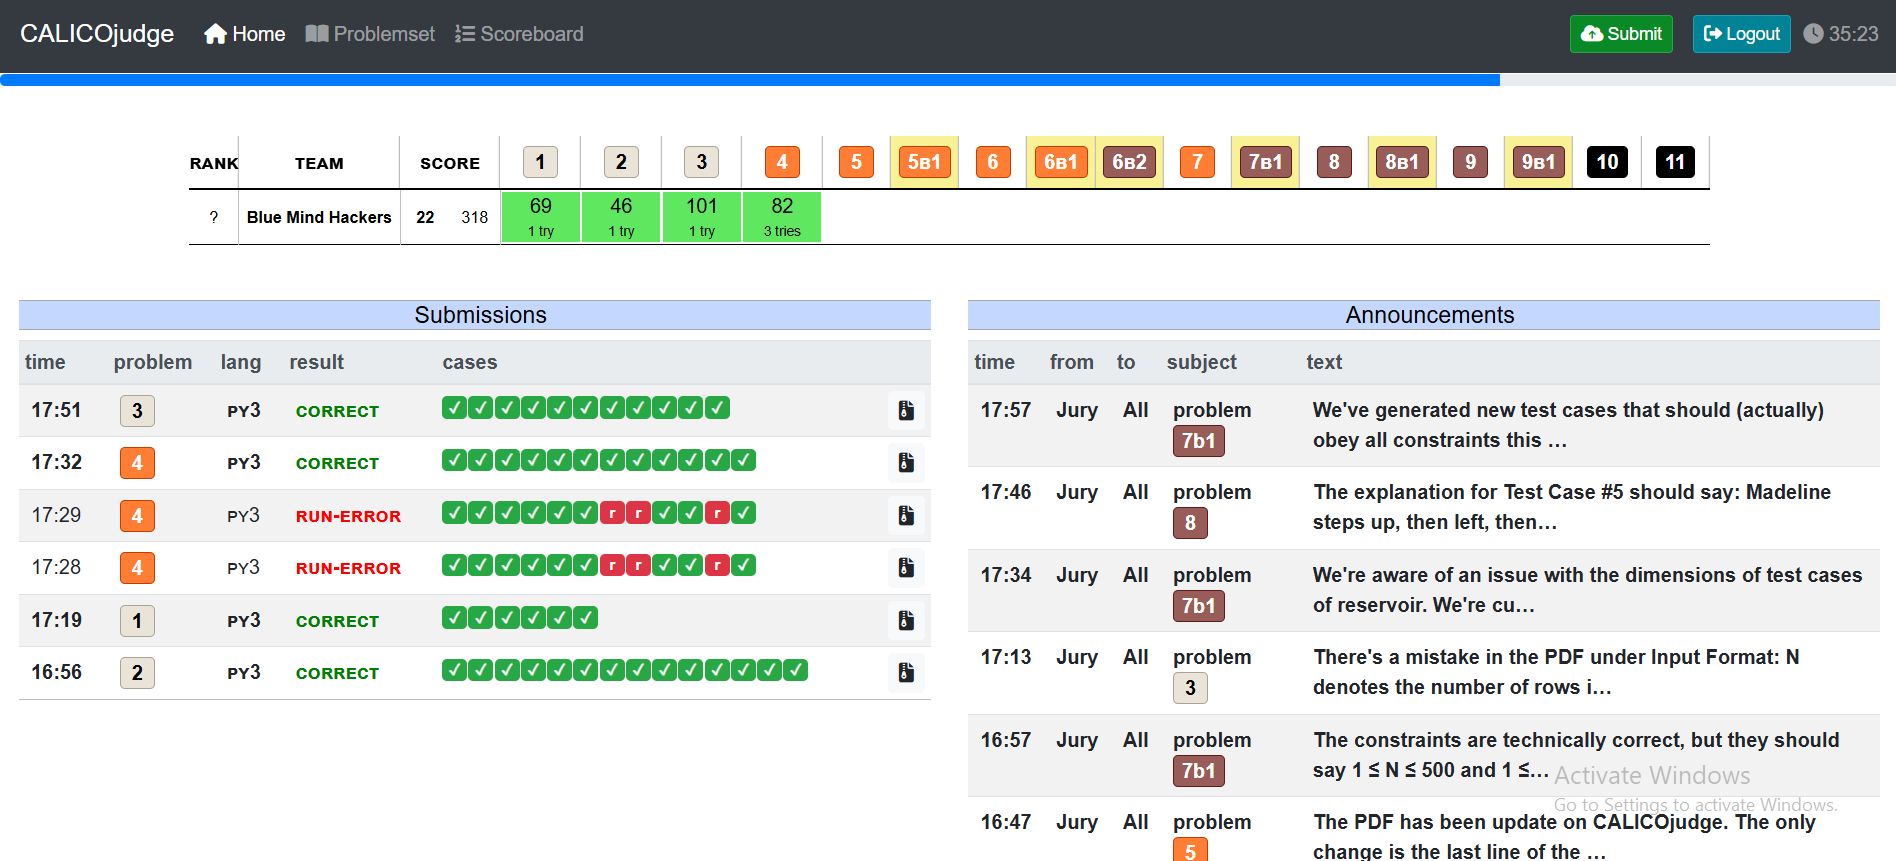 CALICOjudge Home Problemset Scoreboard Submit Logout 35:23
RANK TEAM SCORE 1 2 3 4 5 5B1 6 6B1 6B2 7 7B1 8 8B1 9 9B1 10 11
? Blue Mind Hackers 22 318 69 46 101 82
1 try 1 try 1 try 3 tries
Submissions
time problem lang result cases
17:51 3 PY3 CORRECT
17:32 4 PY3 CORRECT
17:29 4 PY3 RUN-ERROR r r r
17:28 4 PY3 RUN-ERROR r r r
17:19 1 PY3 CORRECT
16:56 2 PY3 CORRECT
Announcements
time from to subject text
17:57 Jury All problem We've generated new test cases that should (actually)
7b1 obey all constraints this ...
17:46 Jury All problem The explanation for Test Case #5 should say: Madeline
8 steps up, then left, then...
17:34 Jury All problem We're aware of an issue with the dimensions of test cases
7b1 of reservoir. We're cu...
17:13 Jury All problem There's a mistake in the PDF under Input Format: N
3 denotes the number of rows i...
16:57 Jury All problem The constraints are technically correct, but they should
7b1 say 1 ≤ N ≤ 500 and 1 ≤...
Activate Windows
Go to Settings to activate Windows.
16:47 Jury All problem The PDF has been update on CALICOjudge. The only
5 change is the last line of the ...